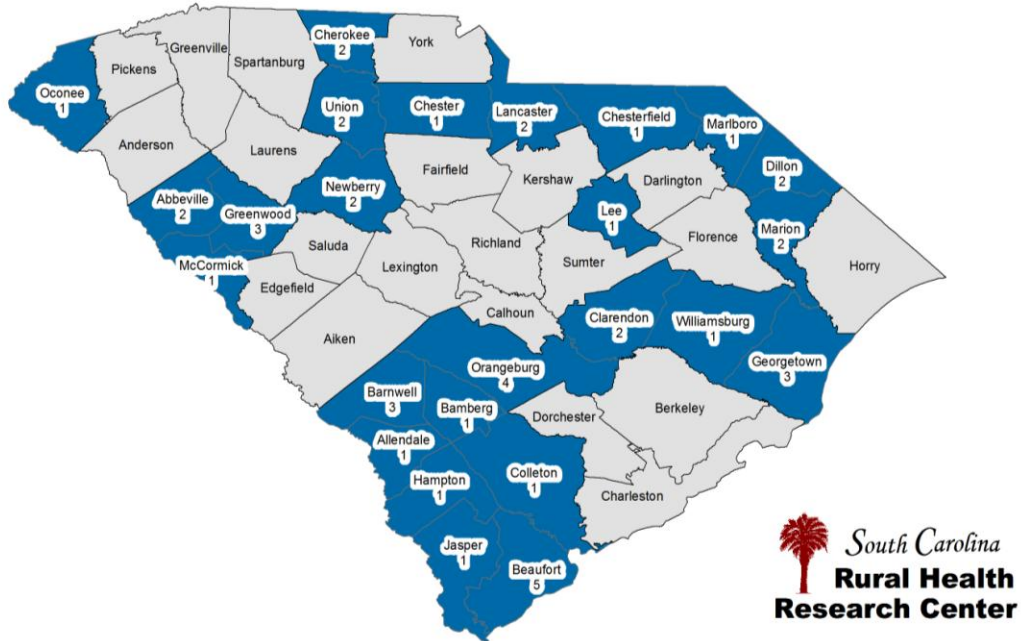 Cherokee
2
York
Greenville
Spartanburg
Pickens
Oconee
1
Union
2
Chester
1
Lancaster
2
Chesterfield
1
Marlboro
1
Anderson
Laurens
Fairfield
Kershaw
Dillon
2
Darlington
Abbeville
2
Newberry
2
Greenwood
3
Lee
1
Marion
2
Florence
Saluda
Richland
Lexington
Sumter
Horry
McCormick
1
Edgefield
Calhoun
Clarendon
2
Williamsburg
1
Aiken
Georgetown
3
Orangeburg
4
Barnwell
3
Bamberg
1
Dorchester
Berkeley
Allendale
1
Hampton
1
Colleton
1
Charleston
Jasper
1
Beaufort
5
South Carolina
Rural Health
Research Center